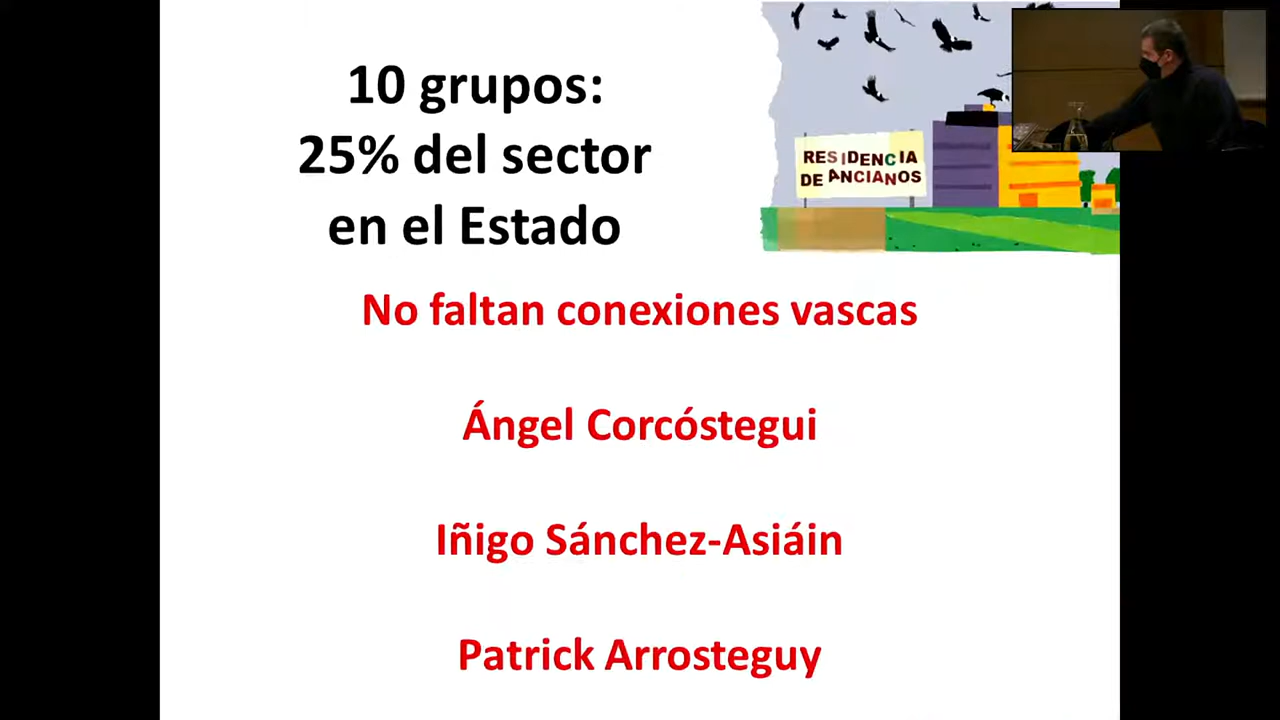 10 grupos:
25% del sector
en el Estado
RESIDENCIA
DE ANCIANOS
No faltan conexiones vascas
Ángel Corcóstegui
Iñigo Sánchez-Asiáin
Patrick Arrosteguy